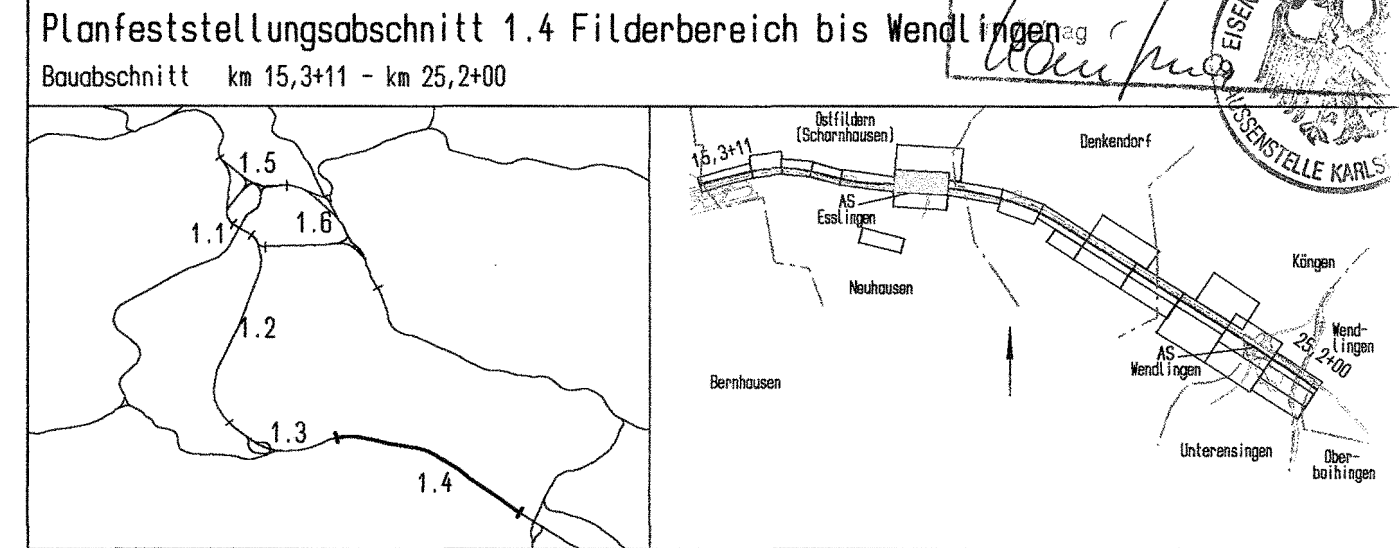 Planfeststellungsabschnitt 1.4 Filderbereich bis Wendlingen
Bauabschnitt km 15,3+11 - km 25,2+00
EISEN
AUSSENSTELLE KARLS
1.5
1.6
1.1
1.2
1.3
1.4
Ostfildern
(Scharnhausen)
Denkendorf
15,3+11
AS
Esslingen
Neuhausen
Köngen
Wend-
lingen
25,2+00
AS
Wendlingen
Bernhausen
Unterensingen
Ober-
boihingen